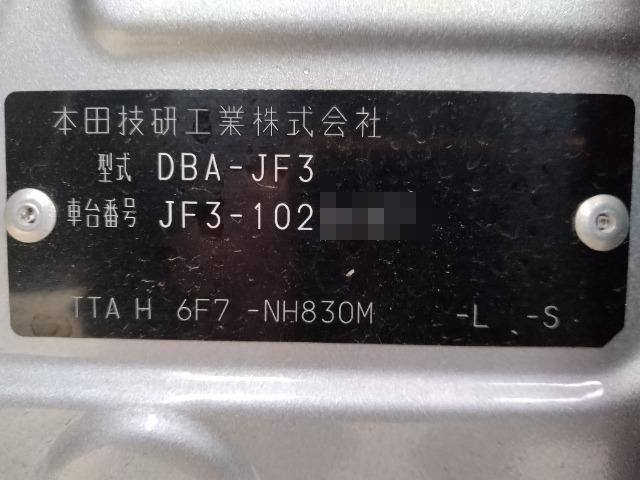 本田技研工業株式会社
型式 DBA-JF3
車台番号 JF3-102
TTA H 6F7 -NH830M -L -S